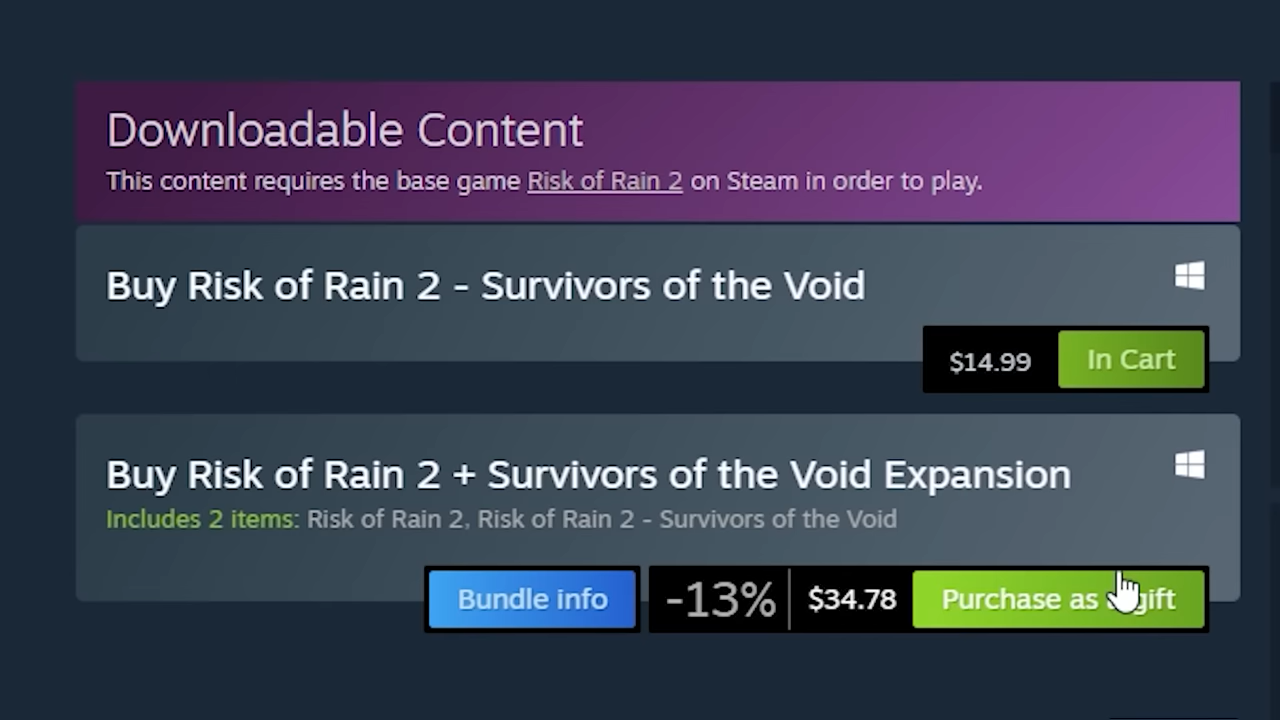 Downloadable Content
This content requires the base game Risk of Rain 2 on Steam in order to play.
Buy Risk of Rain 2 - Survivors of the Void
$14.99 In Cart
Buy Risk of Rain 2 + Survivors of the Void Expansion
Includes 2 items: Risk of Rain 2, Risk of Rain 2 - Survivors of the Void
Bundle info -13% $34.78 Purchase as a gift